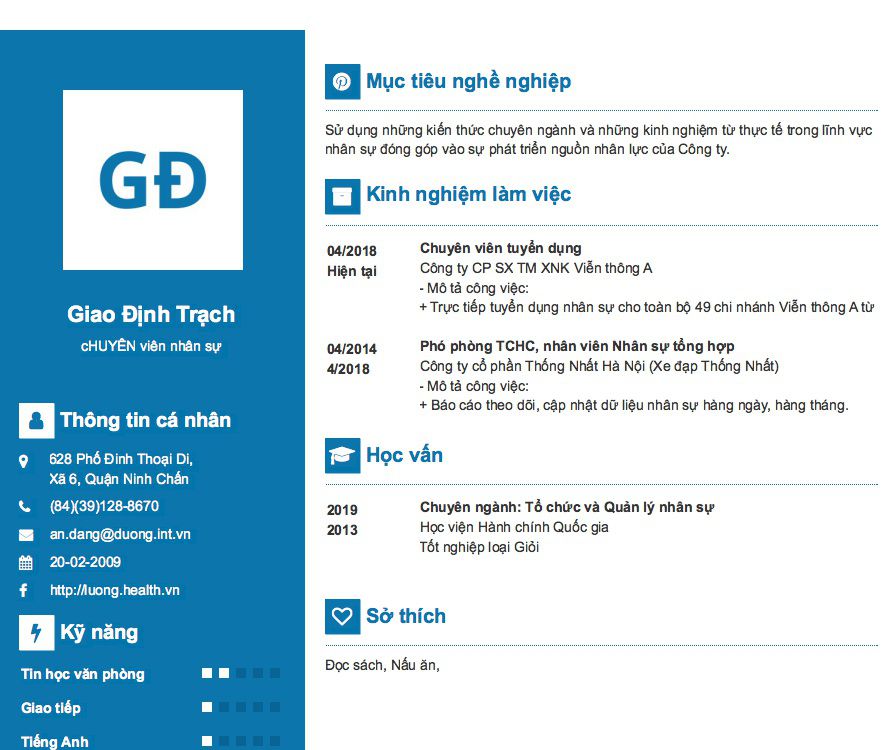 GĐ
Giao Định Trạch
cHUYÊN viên nhân sự
Thông tin cá nhân
628 Phố Đinh Thoại Di,
Xã 6, Quận Ninh Chấn
(84)(39)128-8670
an.dang@duong.int.vn
20-02-2009
http://luong.health.vn
Kỹ năng
Tin học văn phòng
Giao tiếp
Tiếng Anh
Mục tiêu nghề nghiệp
Sử dụng những kiến thức chuyên ngành và những kinh nghiệm từ thực tế trong lĩnh vực
nhân sự đóng góp vào sự phát triển nguồn nhân lực của Công ty.
Kinh nghiệm làm việc
04/2018 Chuyên viên tuyển dụng
Hiện tại Công ty CP SX TM XNK Viễn thông A
- Mô tả công việc:
+ Trực tiếp tuyển dụng nhân sự cho toàn bộ 49 chi nhánh Viễn thông A từ
04/2014 Phó phòng TCHC, nhân viên Nhân sự tổng hợp
4/2018 Công ty cổ phần Thống Nhất Hà Nội (Xe đạp Thống Nhất)
- Mô tả công việc:
+ Báo cáo theo dõi, cập nhật dữ liệu nhân sự hàng ngày, hàng tháng.
Học vấn
2019 Chuyên ngành: Tổ chức và Quản lý nhân sự
2013 Học viện Hành chính Quốc gia
Tốt nghiệp loại Giỏi
Sở thích
Đọc sách, Nấu ăn,